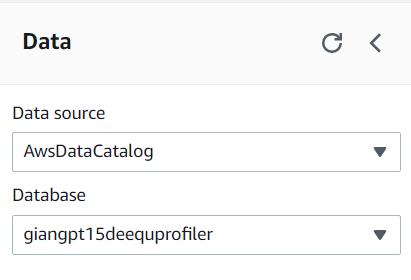 Data
Data source
AwsDataCatalog
Database
giangpt15deequprofiler